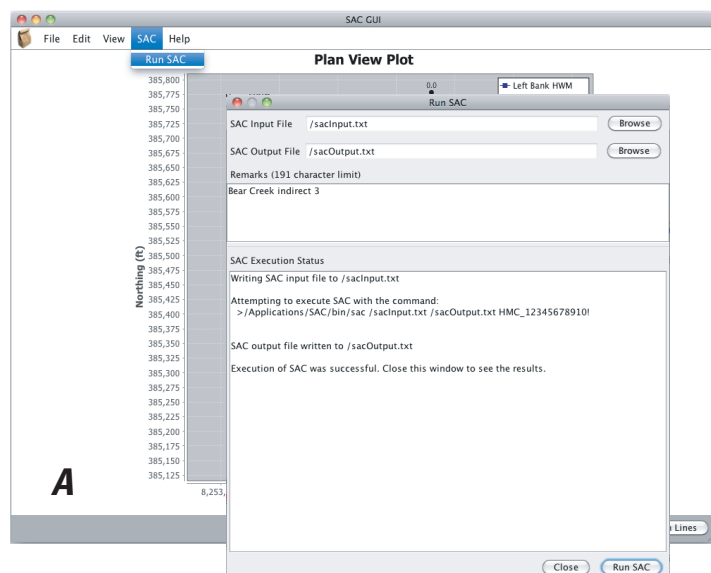 SAC GUI
File Edit View SAC Help
Run SAC
Plan View Plot
385,800
385,775
385,750
385,725
385,700
385,675
385,650
385,625
385,600
385,575
385,550
385,525
385,500
385,475
385,450
385,425
385,400
385,375
385,350
385,325
385,300
385,275
385,250
385,225
385,200
385,175
385,150
385,125
Northing (ft)
8,253,
0.0
Left Bank HWM
Run SAC
SAC Input File /sacInput.txt Browse
SAC Output File /sacOutput.txt Browse
Remarks (191 character limit)
Bear Creek indirect 3
SAC Execution Status
Writing SAC input file to /sacInput.txt
Attempting to execute SAC with the command:
>/Applications/SAC/bin/sac /sacInput.txt /sacOutput.txt HMC_12345678910!
SAC output file written to /sacOutput.txt
Execution of SAC was successful. Close this window to see the results.
Close Run SAC
Lines
A